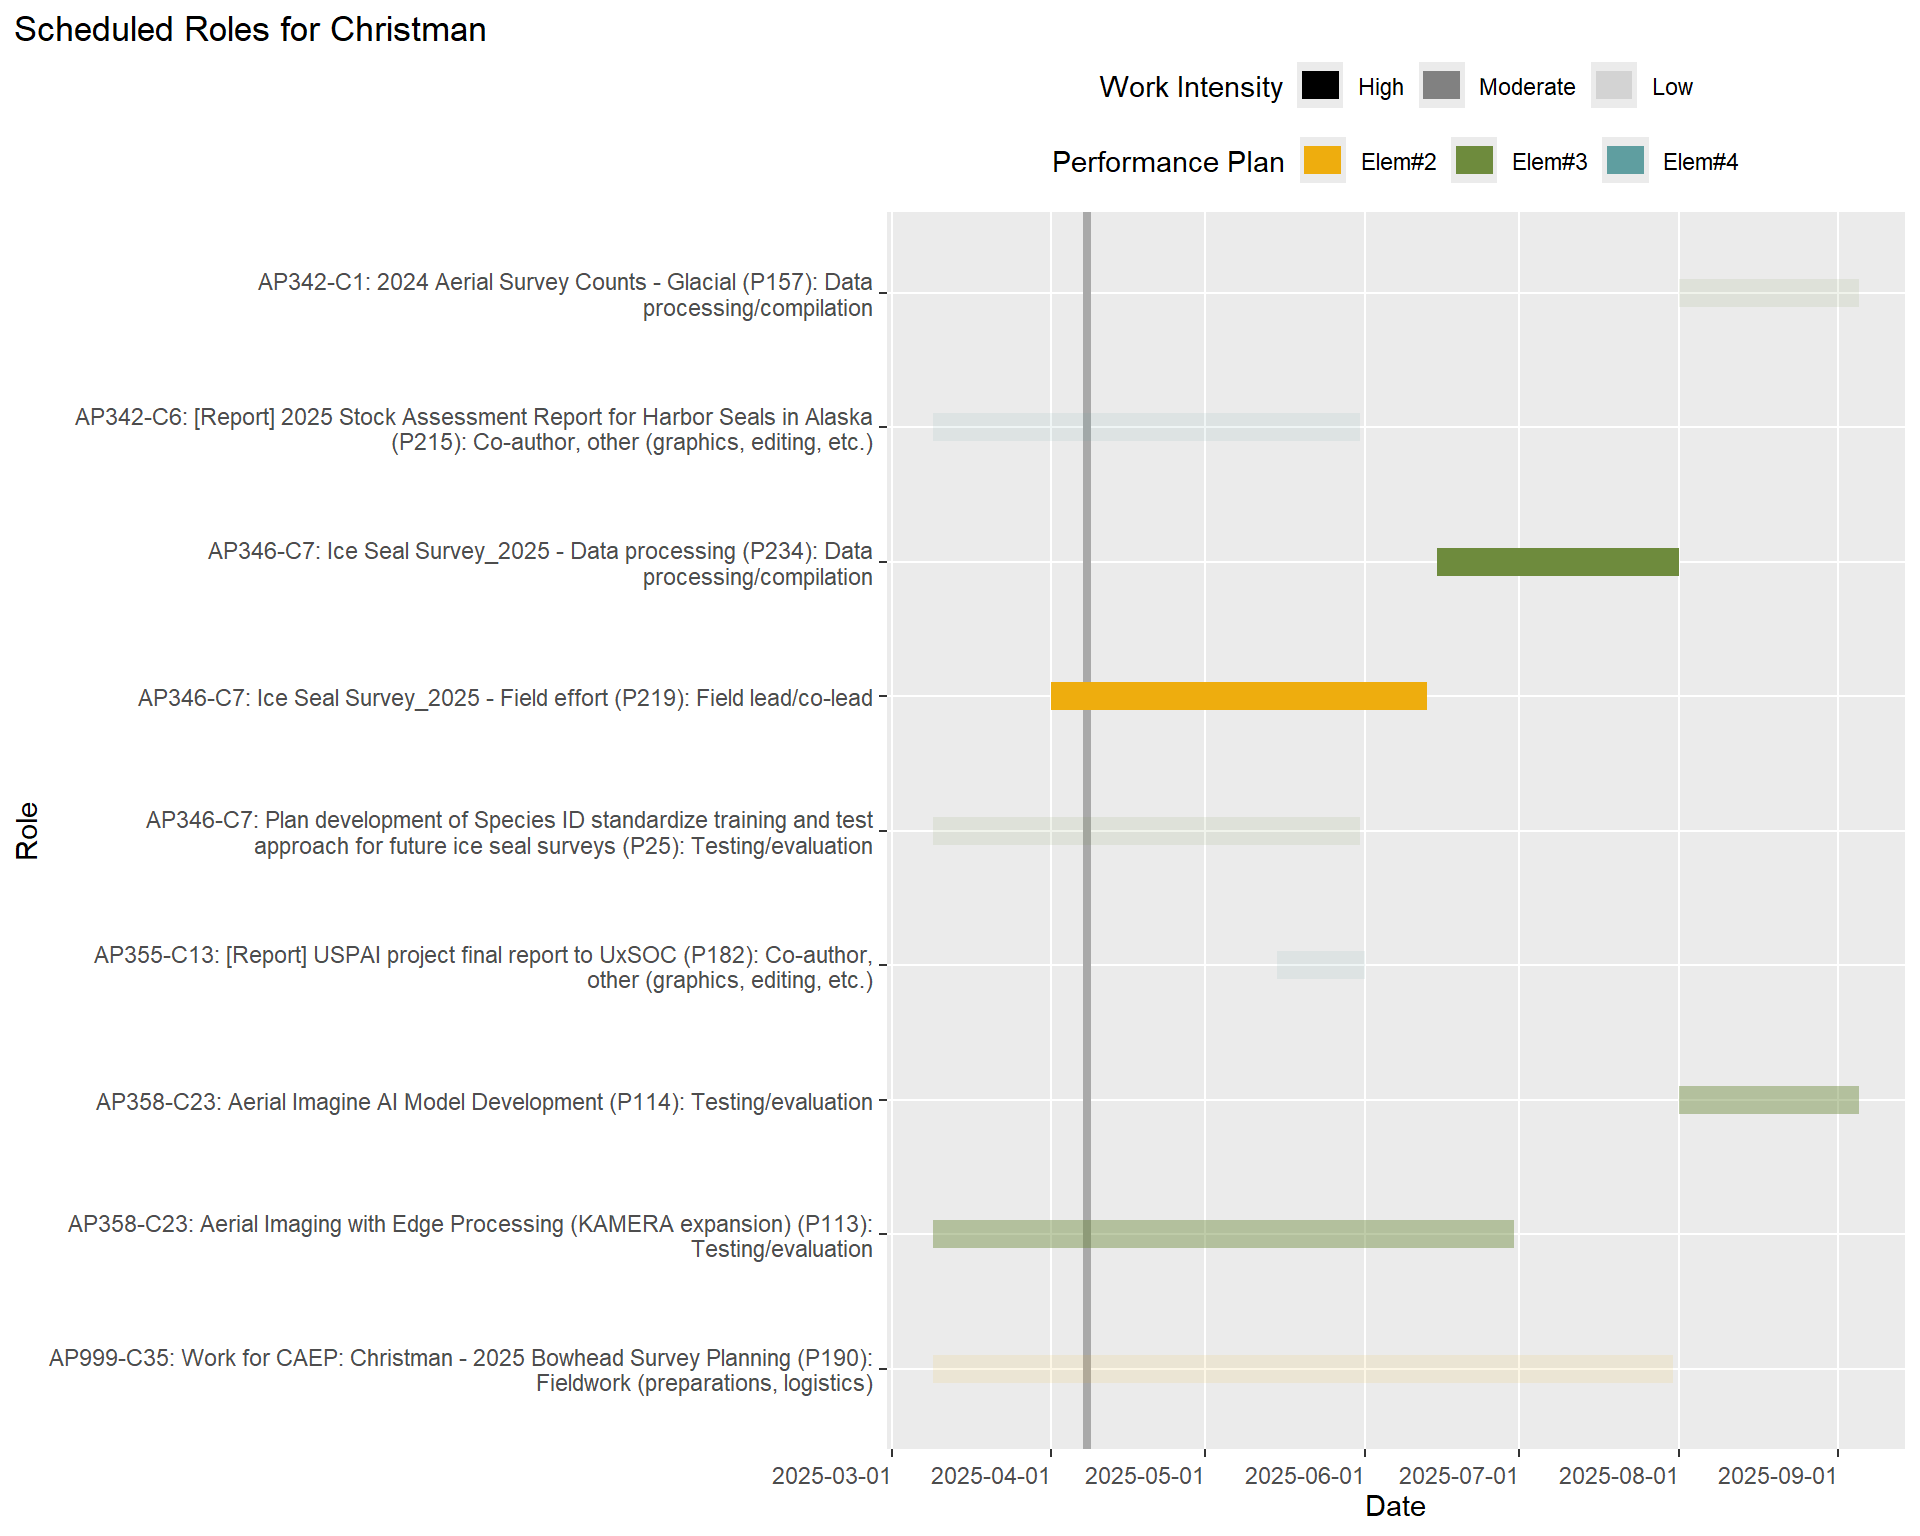 Scheduled Roles for Christman
Work Intensity High Moderate Low
Performance Plan Elem#2 Elem#3 Elem#4
AP342-C1: 2024 Aerial Survey Counts - Glacial (P157): Data
processing/compilation
AP342-C6: [Report] 2025 Stock Assessment Report for Harbor Seals in Alaska
(P215): Co-author, other (graphics, editing, etc.)
AP346-C7: Ice Seal Survey_2025 - Data processing (P234): Data
processing/compilation
AP346-C7: Ice Seal Survey_2025 - Field effort (P219): Field lead/co-lead
AP346-C7: Plan development of Species ID standardize training and test
approach for future ice seal surveys (P25): Testing/evaluation
AP355-C13: [Report] USPAI project final report to UxSOC (P182): Co-author,
other (graphics, editing, etc.)
AP358-C23: Aerial Imagine AI Model Development (P114): Testing/evaluation
AP358-C23: Aerial Imaging with Edge Processing (KAMERA expansion) (P113):
Testing/evaluation
AP999-C35: Work for CAEP: Christman - 2025 Bowhead Survey Planning (P190):
Fieldwork (preparations, logistics)
Role
2025-03-01 2025-04-01 2025-05-01 2025-06-01 2025-07-01 2025-08-01 2025-09-01
Date